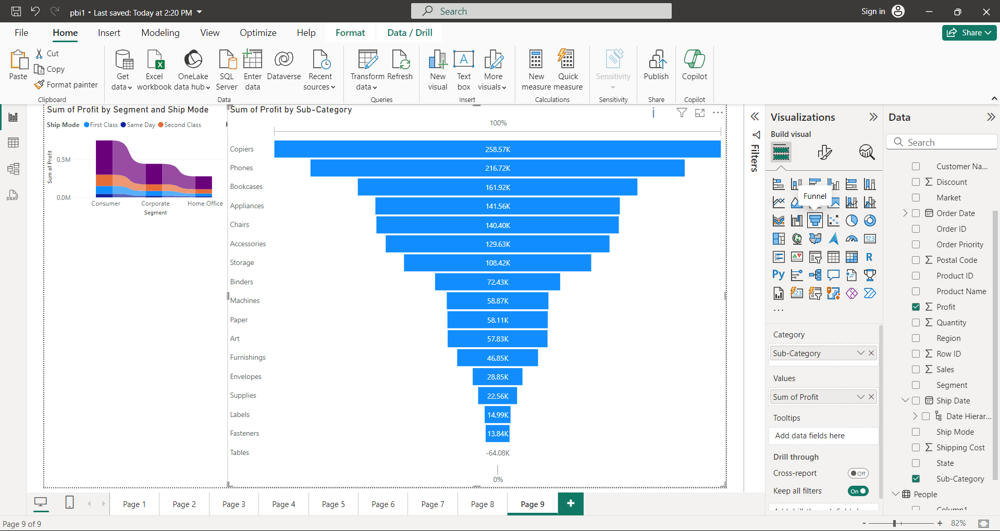 pbi1 • Last saved: Today at 2:20 PM
Search
Sign in
File
Home
Insert
Modeling
View
Optimize
Help
Format
Data / Drill
Share
Paste
Cut
Copy
Format painter
Clipboard
Get data
Excel workbook
OneLake data hub
SQL Server
Enter data
Dataverse
Recent sources
Data
Transform data
Refresh
Queries
New visual
Text box
More visuals
Insert
New measure
Quick measure
Calculations
Sensitivity
Sensitivity
Publish
Share
Copilot
Copilot
Sum of Profit by Segment and Ship Mode
Ship Mode First Class Same Day Second Class
Sum of Profit
0.5M
0.0M
Consumer
Corporate
Home Office
Segment
Sum of Profit by Sub-Category
100%
Copiers 258.57K
Phones 216.72K
Bookcases 161.92K
Appliances 141.56K
Chairs 140.40K
Accessories 129.63K
Storage 108.42K
Binders 72.43K
Machines 58.87K
Paper 58.11K
Art 57.83K
Furnishings 46.85K
Envelopes 28.85K
Supplies 22.56K
Labels 14.99K
Fasteners 13.84K
Tables -64.08K
0%
Filters
Visualizations
Build visual
Funnel
123
R
Py
123
...
Category
Sub-Category
Values
Sum of Profit
Tooltips
Add data fields here
Drill through
Cross-report
Off
Keep all filters
On
Data
Search
Customer Na...
Discount
Market
Order Date
Order ID
Order Priority
Postal Code
Product ID
Product Name
Profit
Quantity
Region
Row ID
Sales
Segment
Ship Date
Date Hierar...
Ship Mode
Shipping Cost
State
Sub-Category
People
Column1
DAX
Page 1
Page 2
Page 3
Page 4
Page 5
Page 6
Page 7
Page 8
Page 9
+
Page 9 of 9
- + 82%